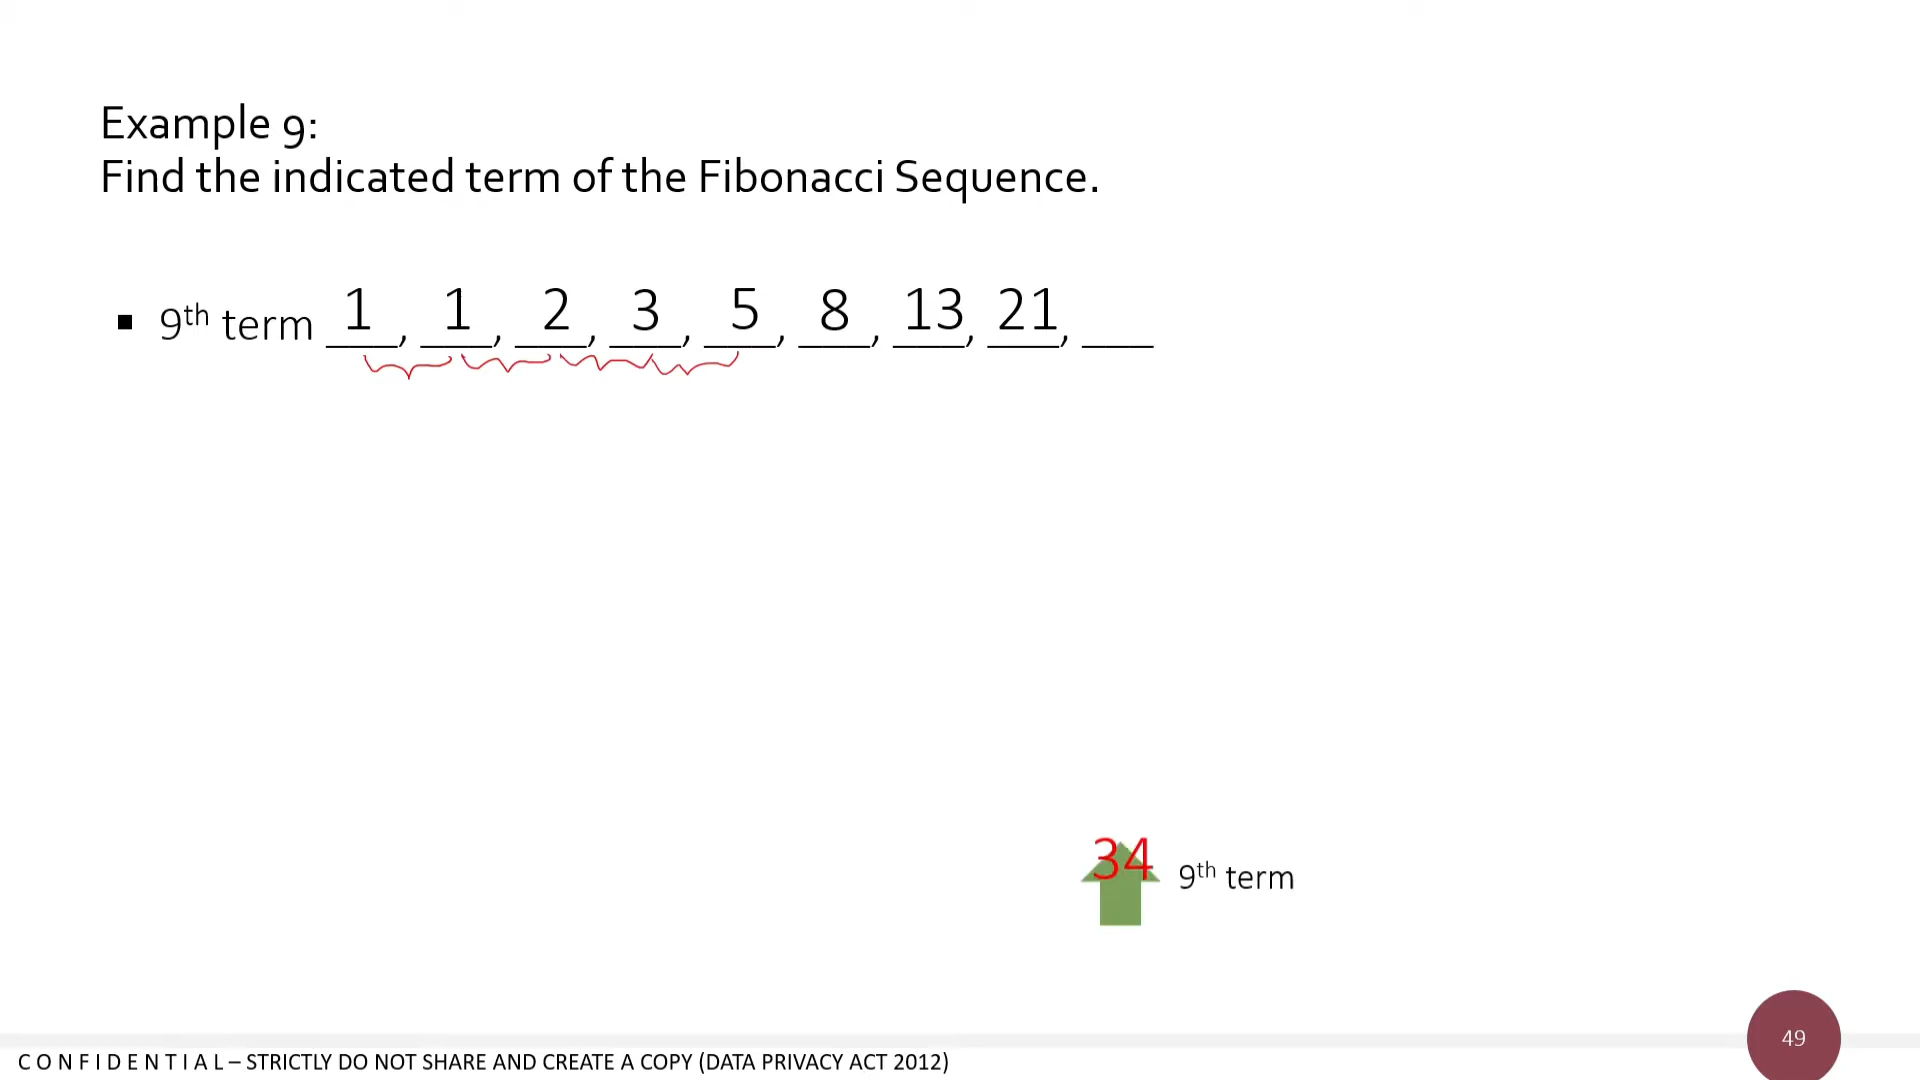 Example 9:
Find the indicated term of the Fibonacci Sequence.
▪ 9th term 1, 1, 2, 3, 5, 8, 13, 21, ___
34 9th term
49
CONFIDENTIAL – STRICTLY DO NOT SHARE AND CREATE A COPY (DATA PRIVACY ACT 2012)